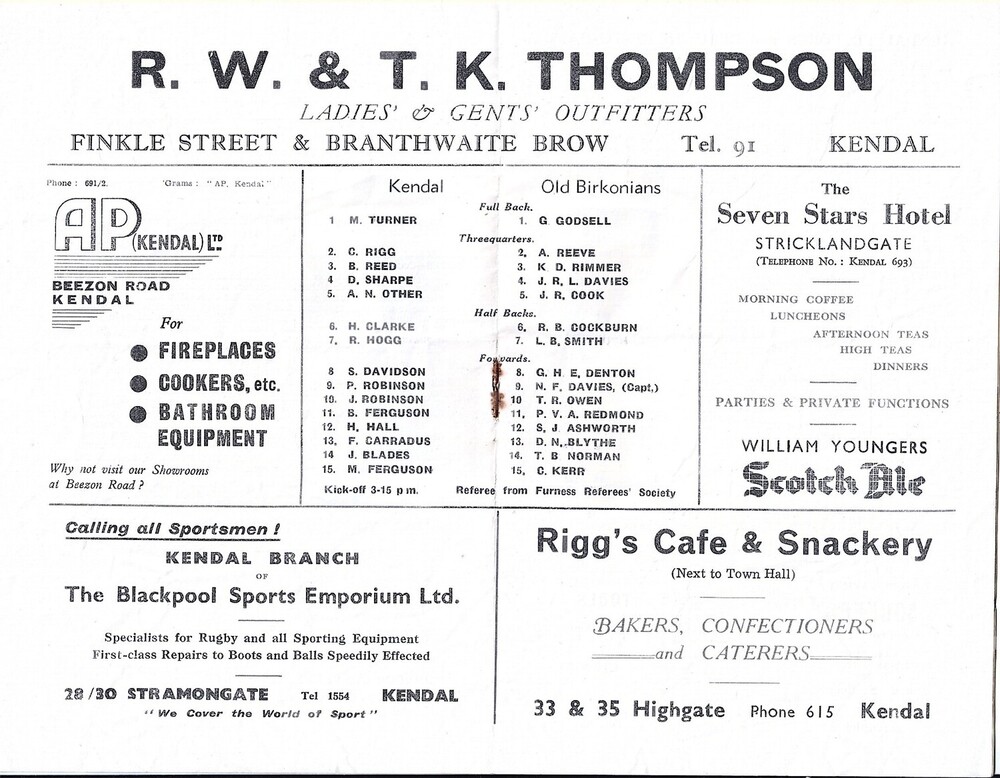 R. W. & T. K. THOMPSON
LADIES' & GENTS' OUTFITTERS
FINKLE STREET & BRANTHWAITE BROW Tel. 91 KENDAL
Phone : 691/2. 'Grams : "AP, Kendal"
AP (KENDAL) LTD
BEEZON ROAD
KENDAL
For
● FIREPLACES
● COOKERS, etc.
● BATHROOM
EQUIPMENT
Why not visit our Showrooms
at Beezon Road ?
Kendal Old Birkonians
Full Back.
1 M. TURNER 1. G. GODSELL
Threequarters.
2. C. RIGG 2. A. REEVE
3. B. REED 3. K D. RIMMER
4 D. SHARPE 4. J. R. L. DAVIES
5. A. N. OTHER 5. J. R. COOK
Half Backs.
6. H. CLARKE 6. R. B. COCKBURN
7. R. HOGG 7. L. B. SMITH
Forwards.
8 S. DAVIDSON 8. G. H E. DENTON
9. P. ROBINSON 9. N. F. DAVIES, (Capt.)
10. J. ROBINSON 10 T. R. OWEN
11. B. FERGUSON 11. P. V. A. REDMOND
12. H. HALL 12. S. J ASHWORTH
13. F. CARRADUS 13. D. N. BLYTHE
14 J. BLADES 14. T. B NORMAN
15. M. FERGUSON 15. C. KERR
Kick-off 3-15 p m. Referee from Furness Referees' Society
The
Seven Stars Hotel
STRICKLANDGATE
(TELEPHONE NO. : KENDAL 693)
MORNING COFFEE
LUNCHEONS
AFTERNOON TEAS
HIGH TEAS
DINNERS
PARTIES & PRIVATE FUNCTIONS
WILLIAM YOUNGERS
Scotch Ale
Calling all Sportsmen !
KENDAL BRANCH
OF
The Blackpool Sports Emporium Ltd.
Specialists for Rugby and all Sporting Equipment
First-class Repairs to Boots and Balls Speedily Effected
28/30 STRAMONGATE Tel 1554 KENDAL
"We Cover the World of Sport"
Rigg's Cafe & Snackery
(Next to Town Hall)
BAKERS, CONFECTIONERS
and CATERERS
33 & 35 Highgate Phone 615 Kendal